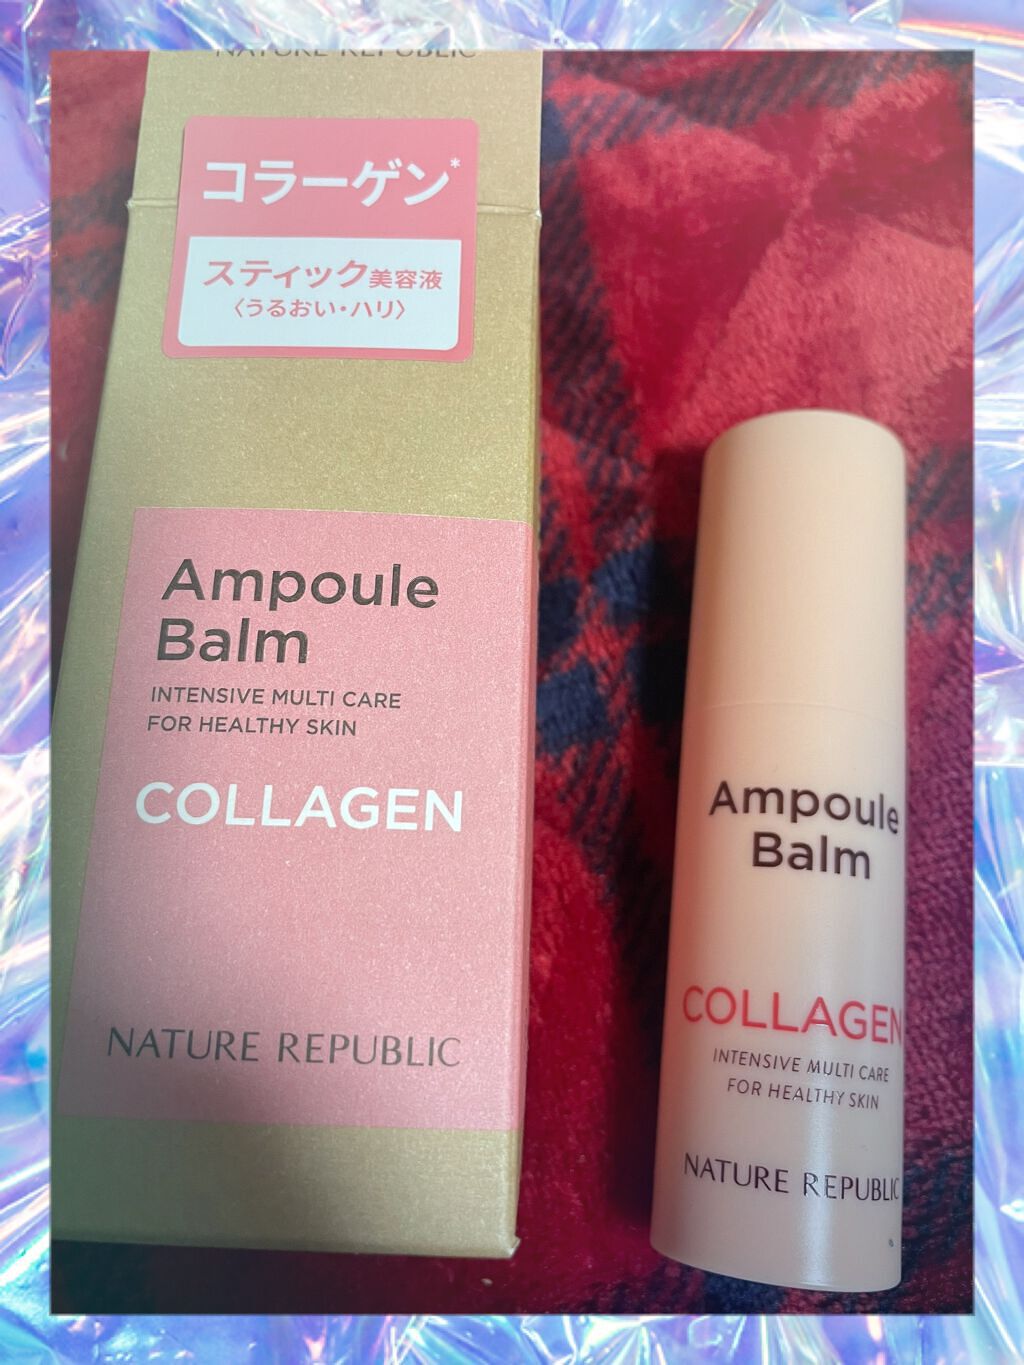 NATURE REPUBLIC
コラーゲン*
スティック美容液
〈うるおい・ハリ〉
Ampoule
Balm
INTENSIVE MULTI CARE
FOR HEALTHY SKIN
COLLAGEN
NATURE REPUBLIC
Ampoule
Balm
COLLAGEN
INTENSIVE MULTI CARE
FOR HEALTHY SKIN
NATURE REPUBLIC